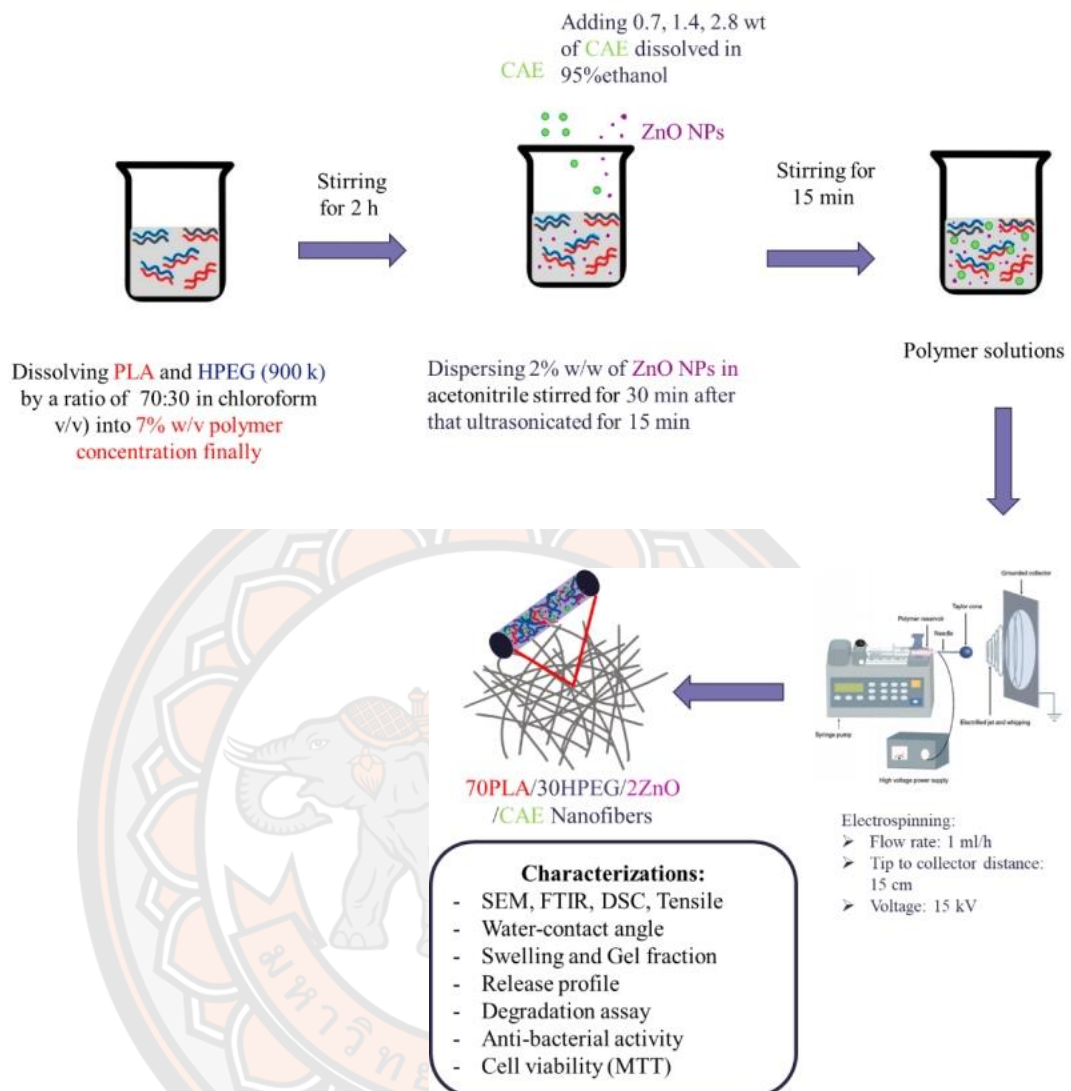 Adding 0.7, 1.4, 2.8 wt
of CAE dissolved in
95%ethanol
CAE
ZnO NPs
Stirring
for 2 h
Stirring for
15 min
Dissolving PLA and HPEG (900 k)
by a ratio of 70:30 in chloroform
v/v) into 7% w/v polymer
concentration finally
Dispersing 2% w/w of ZnO NPs in
acetonitrile stirred for 30 min after
that ultrasonicated for 15 min
Polymer solutions
Grounded collector
Taylor cone
Polymer reservoir
Needle
Syringe pump
Electrified jet and whipping
High voltage power supply
Electrospinning:
➢ Flow rate: 1 ml/h
➢ Tip to collector distance:
15 cm
➢ Voltage: 15 kV
70PLA/30HPEG/2ZnO
/CAE Nanofibers
Characterizations:
- SEM, FTIR, DSC, Tensile
- Water-contact angle
- Swelling and Gel fraction
- Release profile
- Degradation assay
- Anti-bacterial activity
- Cell viability (MTT)
มหาวิทย